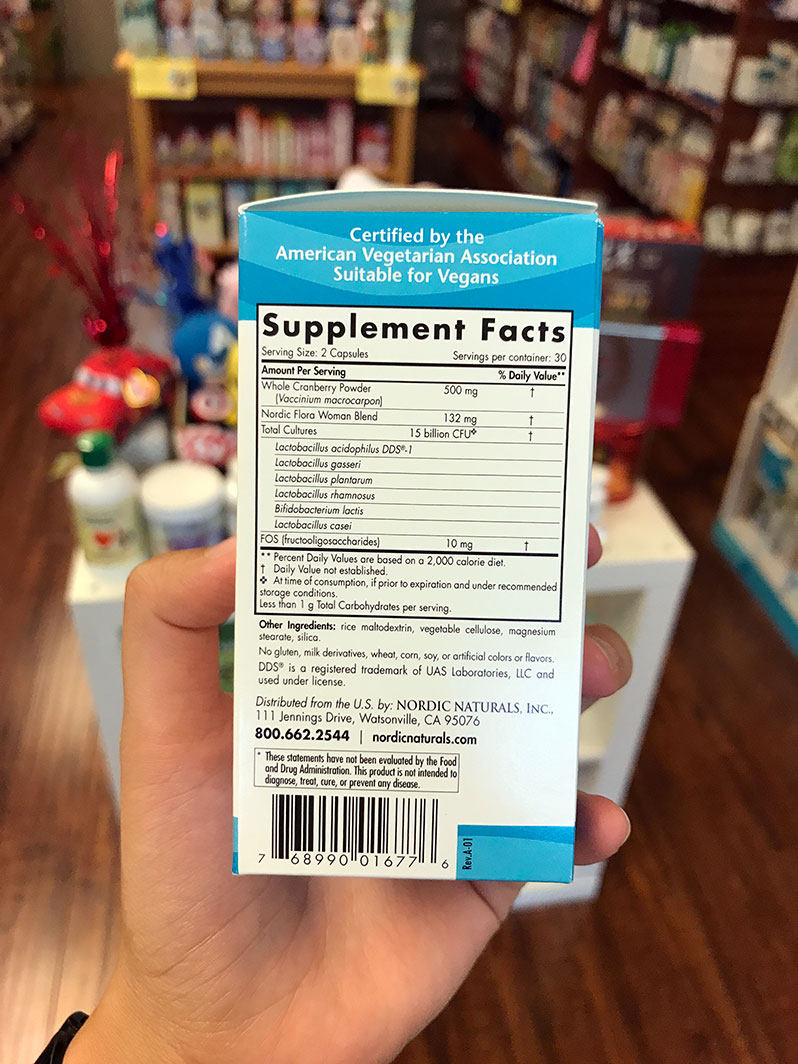 Certified by the
American Vegetarian Association
Suitable for Vegans
Supplement Facts
Serving Size: 2 Capsules Servings per container: 30
Amount Per Serving % Daily Value**
Whole Cranberry Powder 500 mg †
(Vaccinium macrocarpon)
Nordic Flora Woman Blend 132 mg †
Total Cultures 15 billion CFU❖ †
Lactobacillus acidophilus DDS®-1
Lactobacillus gasseri
Lactobacillus plantarum
Lactobacillus rhamnosus
Bifidobacterium lactis
Lactobacillus casei
FOS (fructooligosaccharides) 10 mg †
** Percent Daily Values are based on a 2,000 calorie diet.
† Daily Value not established.
❖ At time of consumption, if prior to expiration and under recommended
storage conditions.
Less than 1 g Total Carbohydrates per serving.
Other Ingredients: rice maltodextrin, vegetable cellulose, magnesium
stearate, silica.
No gluten, milk derivatives, wheat, corn, soy, or artificial colors or flavors.
DDS® is a registered trademark of UAS Laboratories, LLC and
used under license.
Distributed from the U.S. by: NORDIC NATURALS, INC.,
111 Jennings Drive, Watsonville, CA 95076
800.662.2544 | nordicnaturals.com
* These statements have not been evaluated by the Food
and Drug Administration. This product is not intended to
diagnose, treat, cure, or prevent any disease.
7 68990 01677 6
Rev.A-01